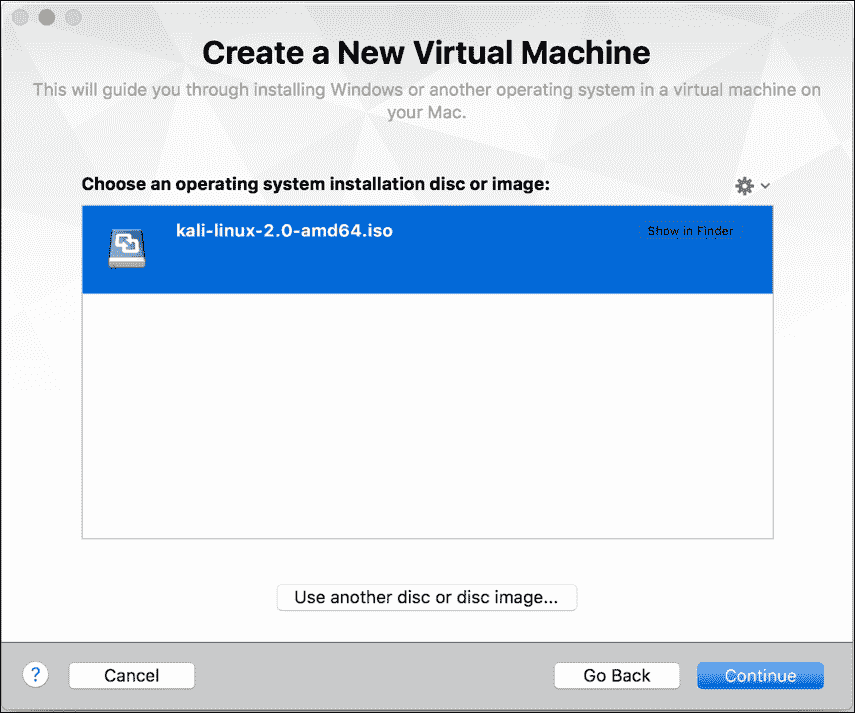 Create a New Virtual Machine
This will guide you through installing Windows or another operating system in a virtual machine on
your Mac.
Choose an operating system installation disc or image:
kali-linux-2.0-amd64.iso
Show in Finder
Use another disc or disc image...
?
Cancel
Go Back
Continue